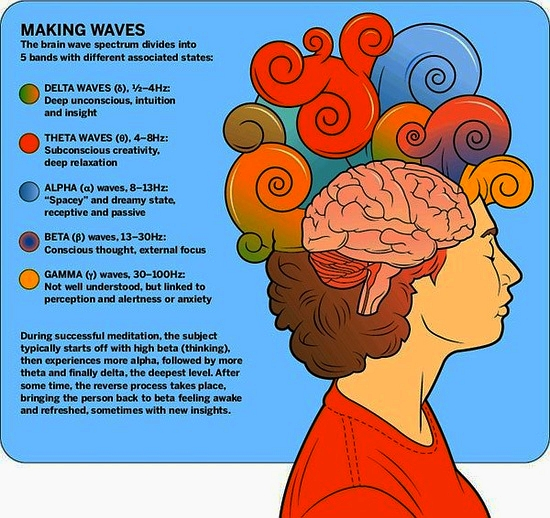 MAKING WAVES
The brain wave spectrum divides into
5 bands with different associated states:
DELTA WAVES (δ), ½–4Hz:
Deep unconscious, intuition
and insight
THETA WAVES (θ), 4–8Hz:
Subconscious creativity,
deep relaxation
ALPHA (α) waves, 8–13Hz:
“Spacey” and dreamy state,
receptive and passive
BETA (β) waves, 13–30Hz:
Conscious thought, external focus
GAMMA (γ) waves, 30–100Hz:
Not well understood, but linked to
perception and alertness or anxiety
During successful meditation, the subject
typically starts off with high beta (thinking),
then experiences more alpha, followed by more
theta and finally delta, the deepest level. After
some time, the reverse process takes place,
bringing the person back to beta feeling awake
and refreshed, sometimes with new insights.